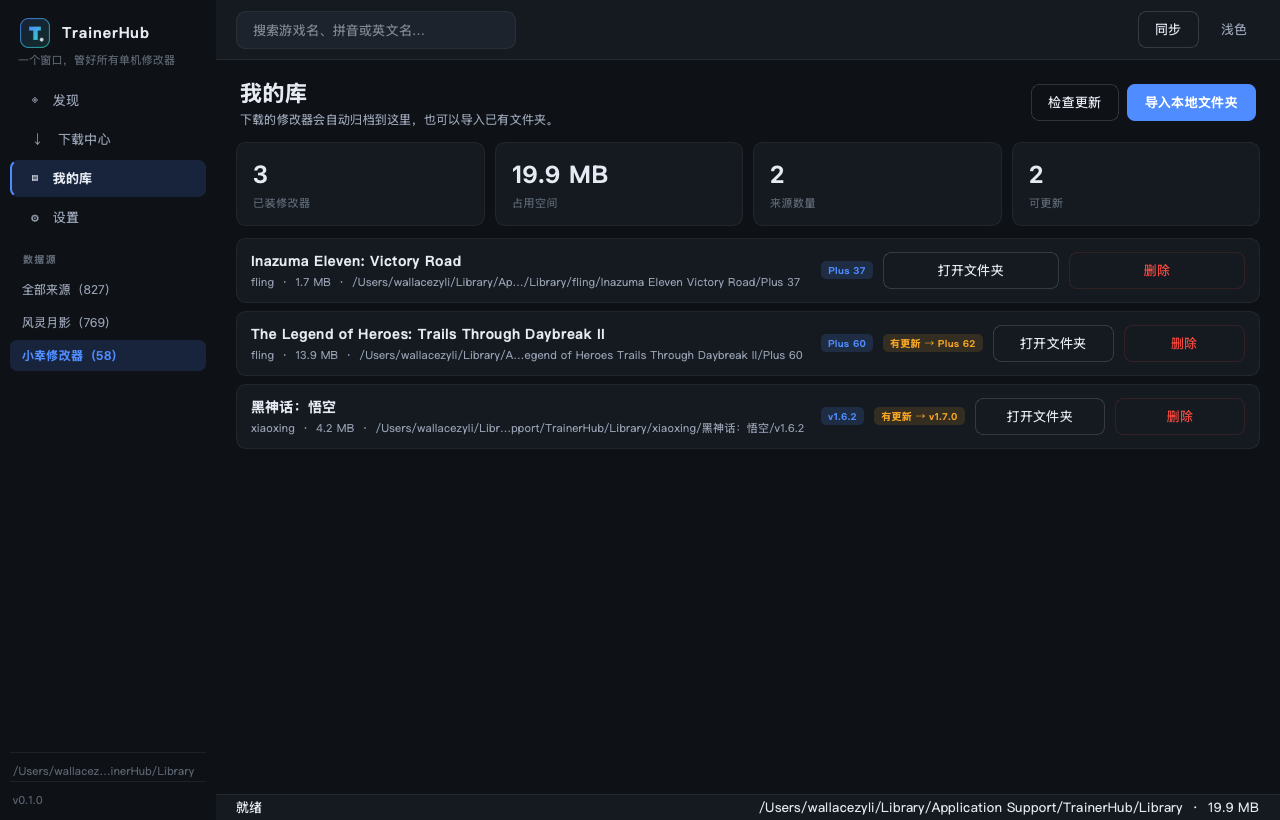 TrainerHub
一个窗口，管好所有单机修改器
发现
↓ 下载中心
我的库
设置
数据源
全部来源（827）
风灵月影（769）
小幸修改器（58）
/Users/wallacez...inerHub/Library
v0.1.0
搜索游戏名、拼音或英文名...
同步
浅色
我的库
下载的修改器会自动归档到这里，也可以导入已有文件夹。
检查更新
导入本地文件夹
3
已装修改器
19.9 MB
占用空间
2
来源数量
2
可更新
Inazuma Eleven: Victory Road
fling · 1.7 MB · /Users/wallacezyli/Library/Ap.../Library/fling/Inazuma Eleven Victory Road/Plus 37
Plus 37
打开文件夹
删除
The Legend of Heroes: Trails Through Daybreak II
fling · 13.9 MB · /Users/wallacezyli/Library/A...egend of Heroes Trails Through Daybreak II/Plus 60
Plus 60
有更新 → Plus 62
打开文件夹
删除
黑神话：悟空
xiaoxing · 4.2 MB · /Users/wallacezyli/Libr...pport/TrainerHub/Library/xiaoxing/黑神话：悟空/v1.6.2
v1.6.2
有更新 → v1.7.0
打开文件夹
删除
就绪
/Users/wallacezyli/Library/Application Support/TrainerHub/Library · 19.9 MB